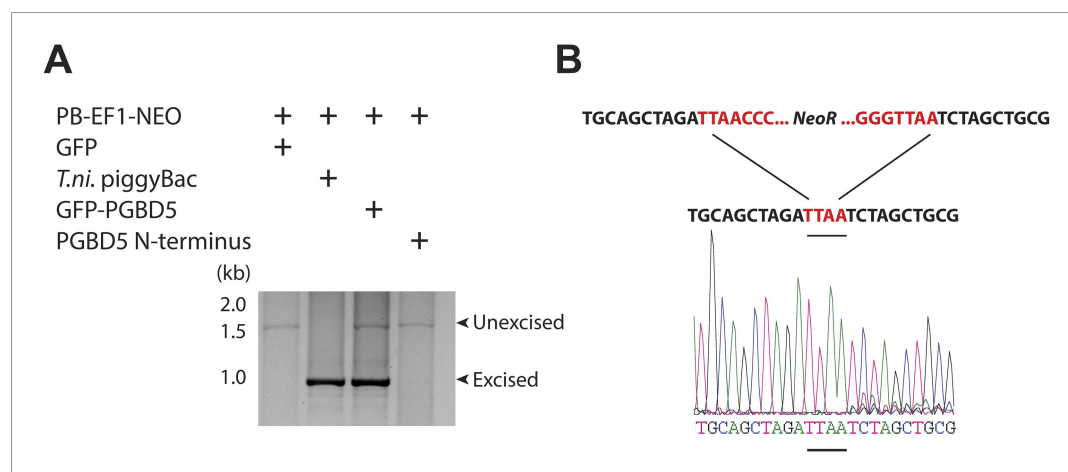 A
PB-EF1-NEO + + + +
GFP +
T.ni. piggyBac +
GFP-PGBD5 +
PGBD5 N-terminus +
(kb)
2.0
1.5
1.0
Unexcised
Excised
B
TGCAGCTAGATTAACCC... NeoR ...GGGTTAATCTAGCTGCG
TGCAGCTAGATTAATCTAGCTGCG
TGCAGCTAGATTAATCTAGCTGCG